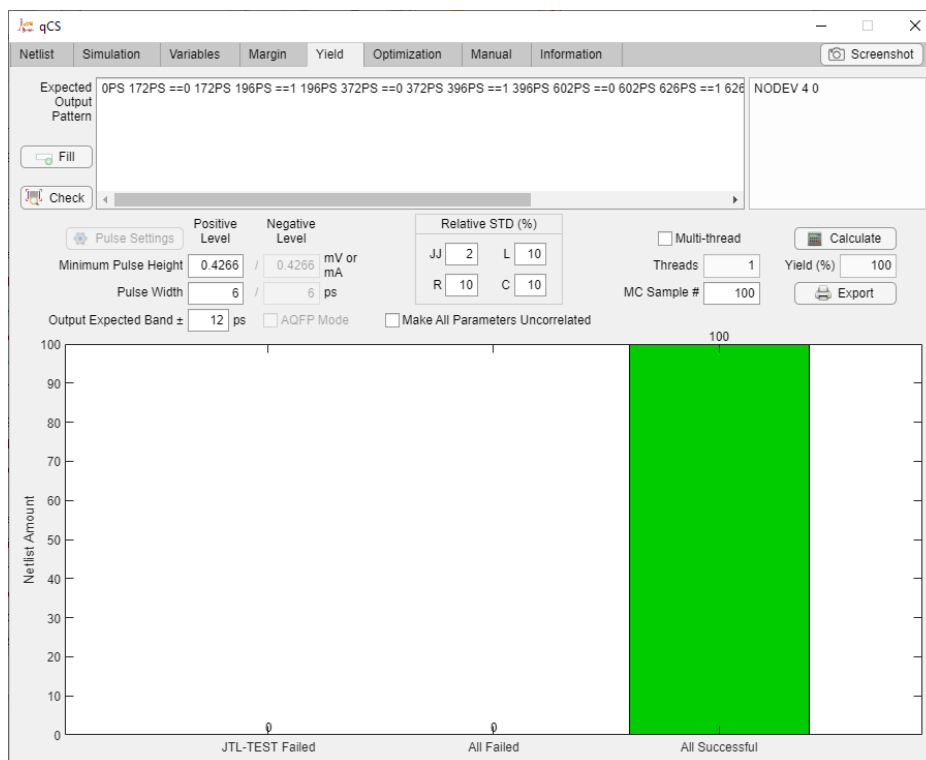 qCS
Netlist Simulation Variables Margin Yield Optimization Manual Information Screenshot
Expected Output Pattern
0PS 172PS ==0 172PS 196PS ==1 196PS 372PS ==0 372PS 396PS ==1 396PS 602PS ==0 602PS 626PS ==1 626
NODEV 4 0
Fill
Check
Pulse Settings
Positive Level
Negative Level
Minimum Pulse Height 0.4266 / 0.4266 mV or mA
Pulse Width 6 / 6 ps
Output Expected Band ± 12 ps AQFP Mode
Relative STD (%)
JJ 2 L 10
R 10 C 10
Make All Parameters Uncorrelated
Multi-thread Calculate
Threads 1 Yield (%) 100
MC Sample # 100 Export
100
100
90
80
70
60
50
40
30
20
10
0
Netlist Amount
0 0
JTL-TEST Failed All Failed All Successful